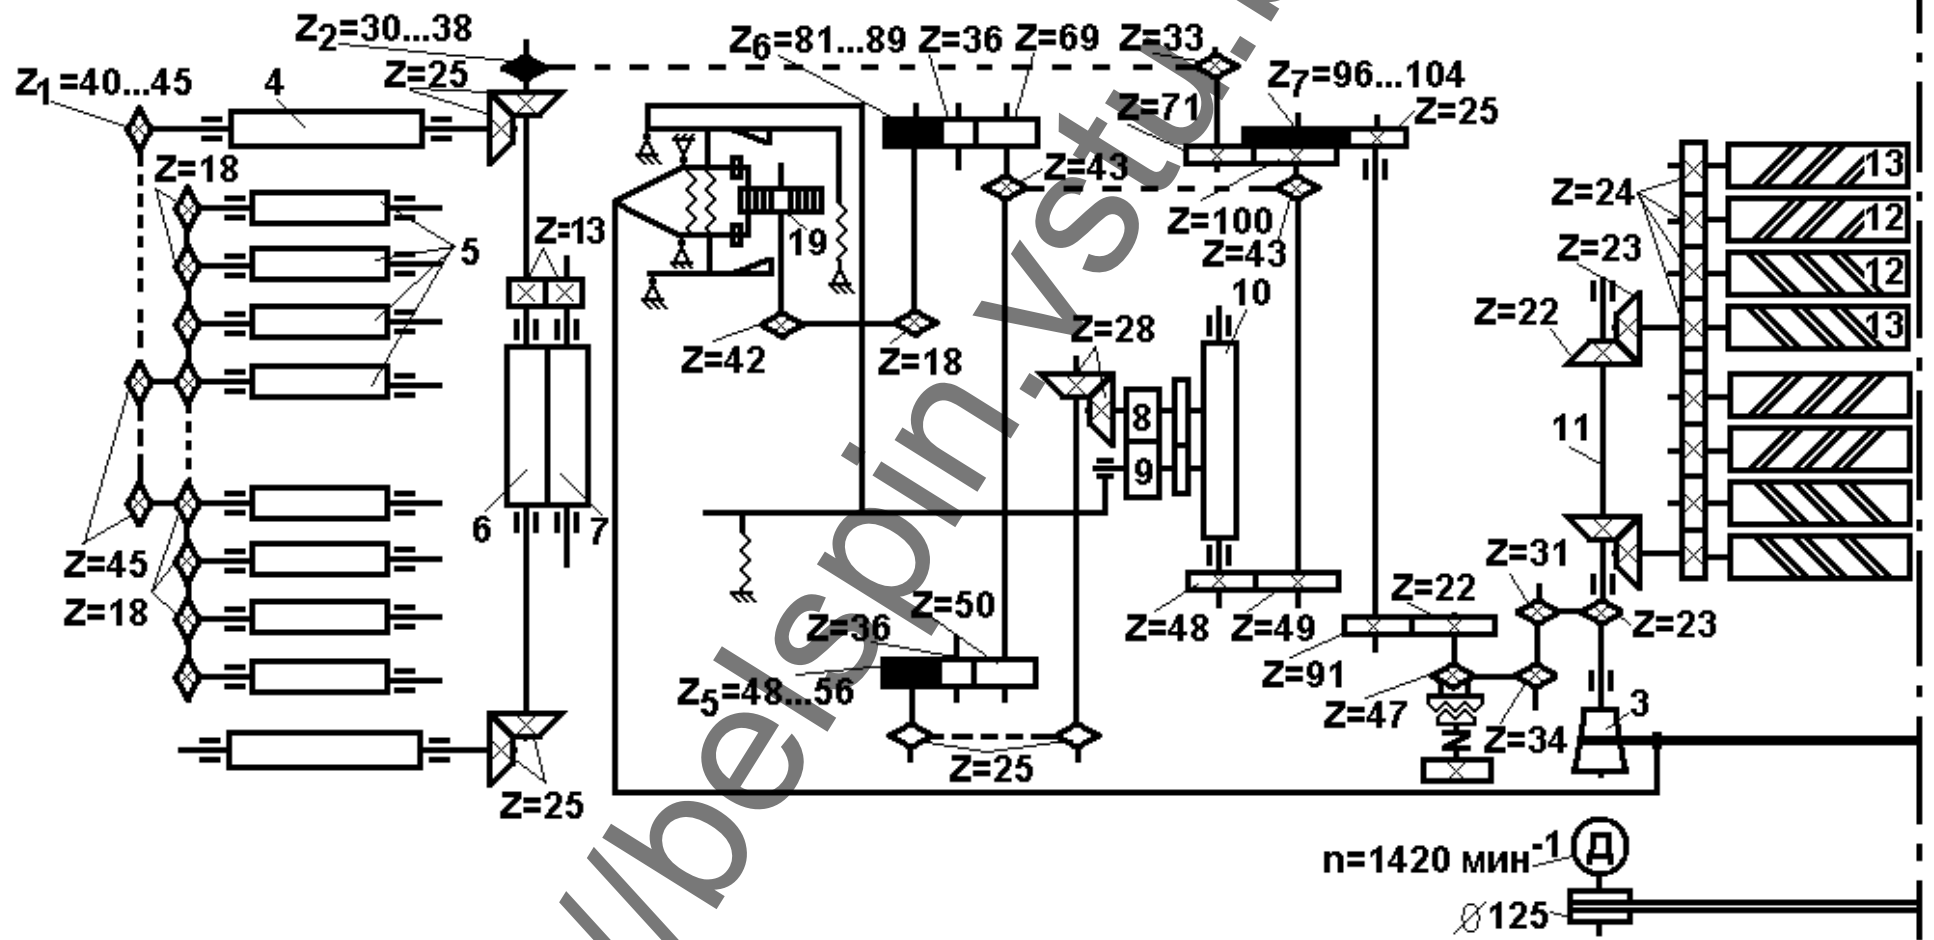 Z2=30...38
Z6=81...89 Z=36 Z=69 Z=33
Z1=40...45 4 Z=25 Z7=96...104
Z=71 Z=25
Z=18 Z=43 13
Z=24 12
5 Z=13 19 Z=100
Z=43 Z=23 12
10
Z=22 13
Z=42 Z=18 Z=28
8
11
9
6 7
Z=45 Z=31
Z=18 Z=36 Z=50 Z=48 Z=49 Z=22 Z=23
Z=91
Z5=48...56 Z=47 3
Z=34
Z=25
Z=25
n=1420 мин-1 Д
Ø125
//belspin.vstu.